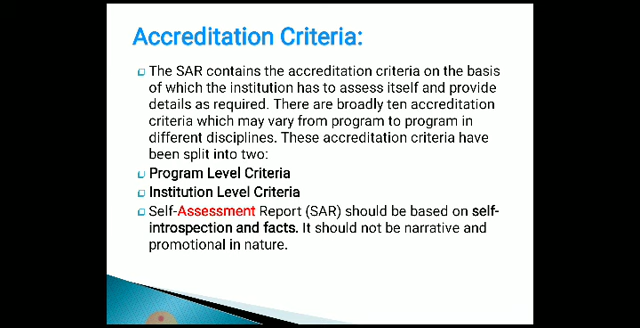 Accreditation Criteria:
The SAR contains the accreditation criteria on the basis
of which the institution has to assess itself and provide
details as required. There are broadly ten accreditation
criteria which may vary from program to program in
different disciplines. These accreditation criteria have
been split into two:
Program Level Criteria
Institution Level Criteria
Self-Assessment Report (SAR) should be based on self-
introspection and facts. It should not be narrative and
promotional in nature.